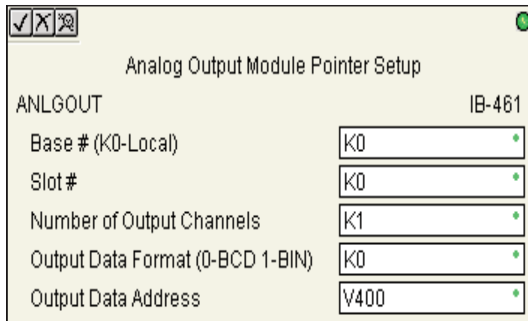 Analog Output Module Pointer Setup
ANLGOUT IB-461
Base # (K0-Local) K0
Slot # K0
Number of Output Channels K1
Output Data Format (0-BCD 1-BIN) K0
Output Data Address V400